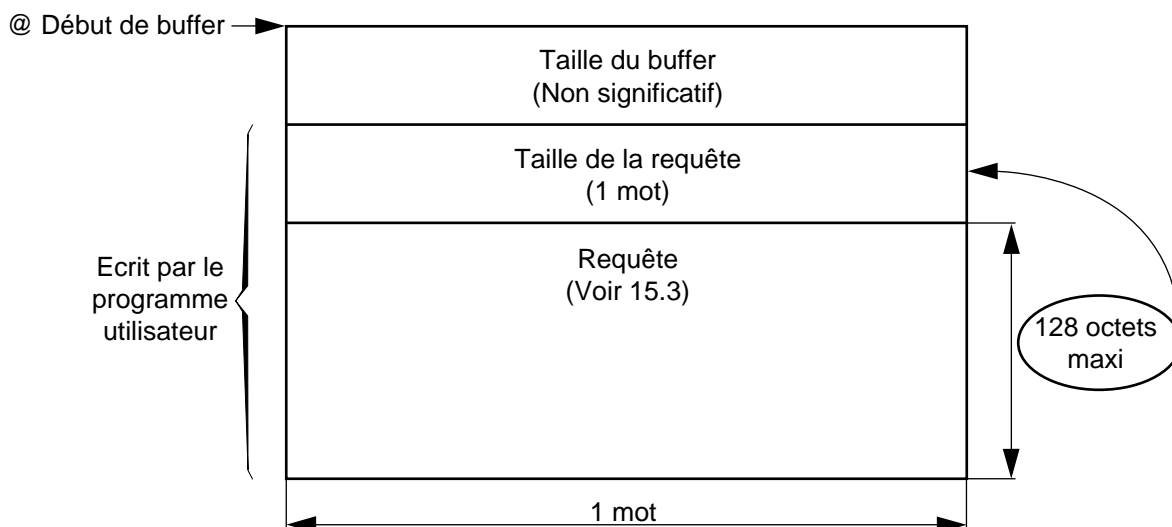 @ Début de buffer
Taille du buffer
(Non significatif)
Taille de la requête
(1 mot)
Ecrit par le
programme
utilisateur
Requête
(Voir 15.3)
128 octets
maxi
1 mot